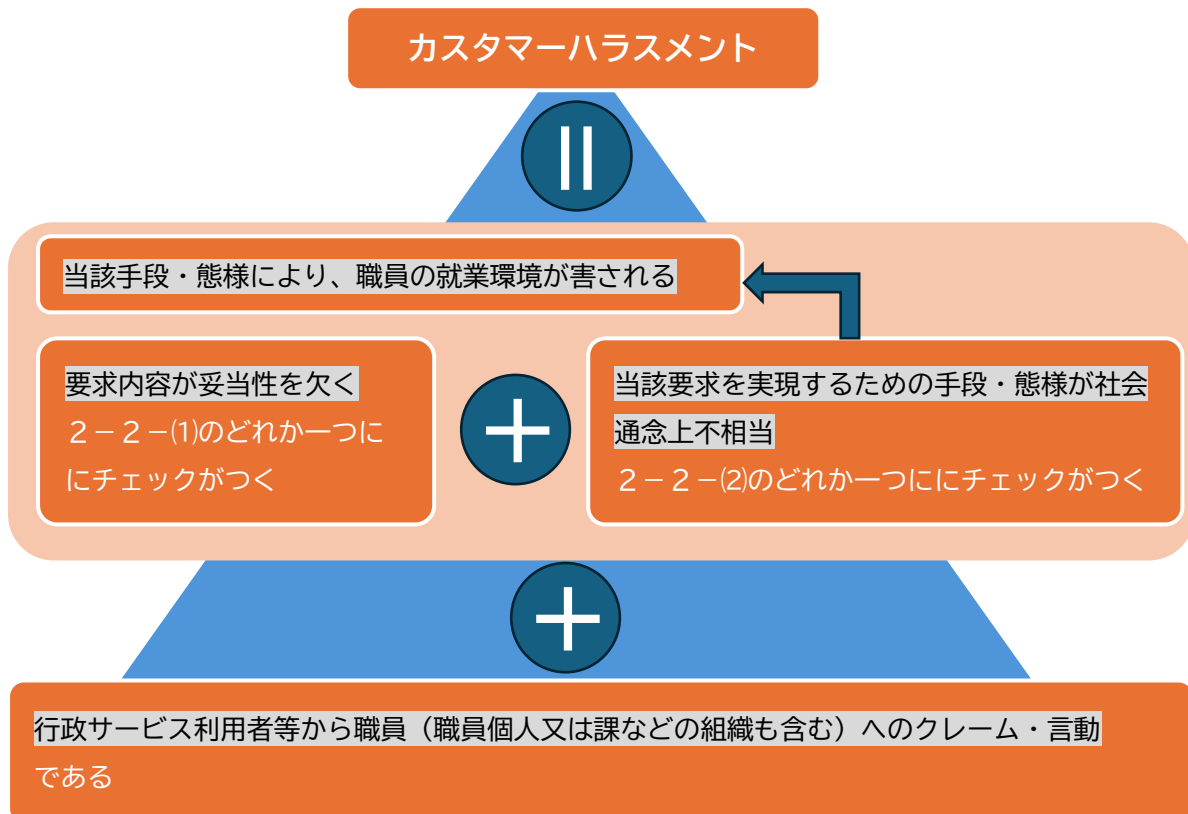 カスタマーハラスメント
＝
当該手段・態様により、職員の就業環境が害される
要求内容が妥当性を欠く
２－２－⑴のどれか一つに
にチェックがつく
＋
当該要求を実現するための手段・態様が社会
通念上不相当
２－２－⑵のどれか一つににチェックがつく
＋
行政サービス利用者等から職員（職員個人又は課などの組織も含む）へのクレーム・言動
である